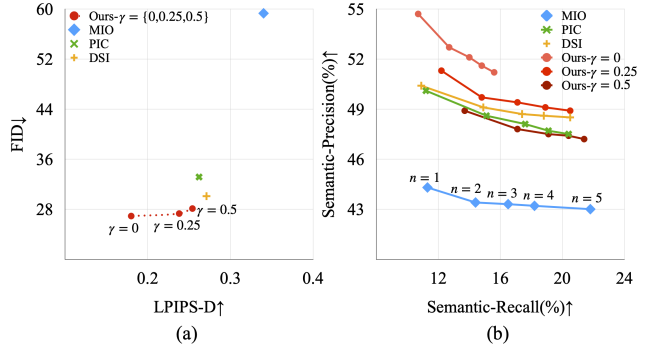 60
52
44
36
28
FID↓
Ours-γ = {0,0.25,0.5}
MIO
PIC
DSI
γ = 0
γ = 0.25
γ = 0.5
0.2
0.3
0.4
LPIPS-D↑
(a)
55
52
49
46
43
Semantic-Precision(%)↑
MIO
PIC
DSI
Ours-γ = 0
Ours-γ = 0.25
Ours-γ = 0.5
n = 1
n = 2
n = 3
n = 4
n = 5
12
16
20
24
Semantic-Recall(%)↑
(b)